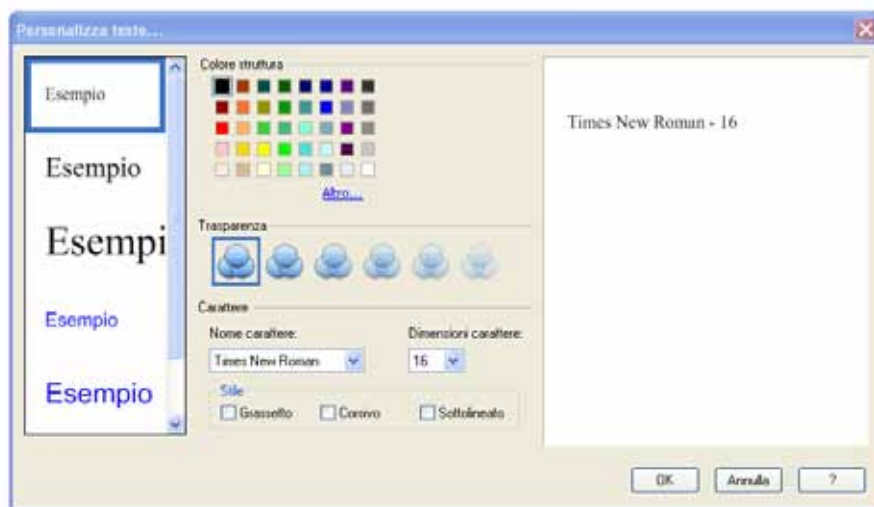 Personalizza testo...
Esempio
Esempio
Esempi
Esempio
Esempio
Colore struttura
Altro...
Trasparenza
Carattere
Nome carattere:
Dimensioni carattere:
Times New Roman
16
Stile
Grassetto
Corsivo
Sottolineato
Times New Roman - 16
OK
Annulla
?